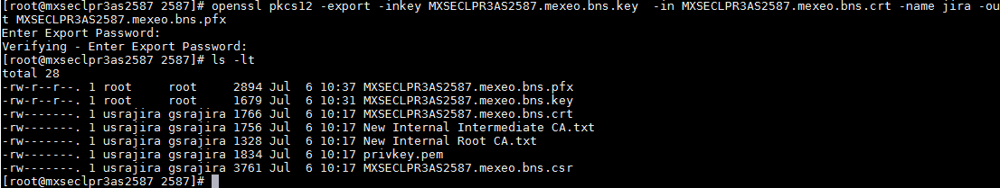 [root@mxseclpr3as2587 2587]# openssl pkcs12 -export -inkey MXSECLPR3AS2587.mexeo.bns.key  -in MXSECLPR3AS2587.mexeo.bns.crt -name jira -ou
t MXSECLPR3AS2587.mexeo.bns.pfx
Enter Export Password:
Verifying - Enter Export Password:
[root@mxseclpr3as2587 2587]# ls -lt
total 28
-rw-r--r--. 1 root     root     2894 Jul  6 10:37 MXSECLPR3AS2587.mexeo.bns.pfx
-rw-r--r--. 1 root     root     1679 Jul  6 10:31 MXSECLPR3AS2587.mexeo.bns.key
-rw-------. 1 usrajira gsrajira 1766 Jul  6 10:17 MXSECLPR3AS2587.mexeo.bns.crt
-rw-------. 1 usrajira gsrajira 1756 Jul  6 10:17 New Internal Intermediate CA.txt
-rw-------. 1 usrajira gsrajira 1328 Jul  6 10:17 New Internal Root CA.txt
-rw-------. 1 usrajira gsrajira 1834 Jul  6 10:17 privkey.pem
-rw-------. 1 usrajira gsrajira 3761 Jul  6 10:17 MXSECLPR3AS2587.mexeo.bns.csr
[root@mxseclpr3as2587 2587]#